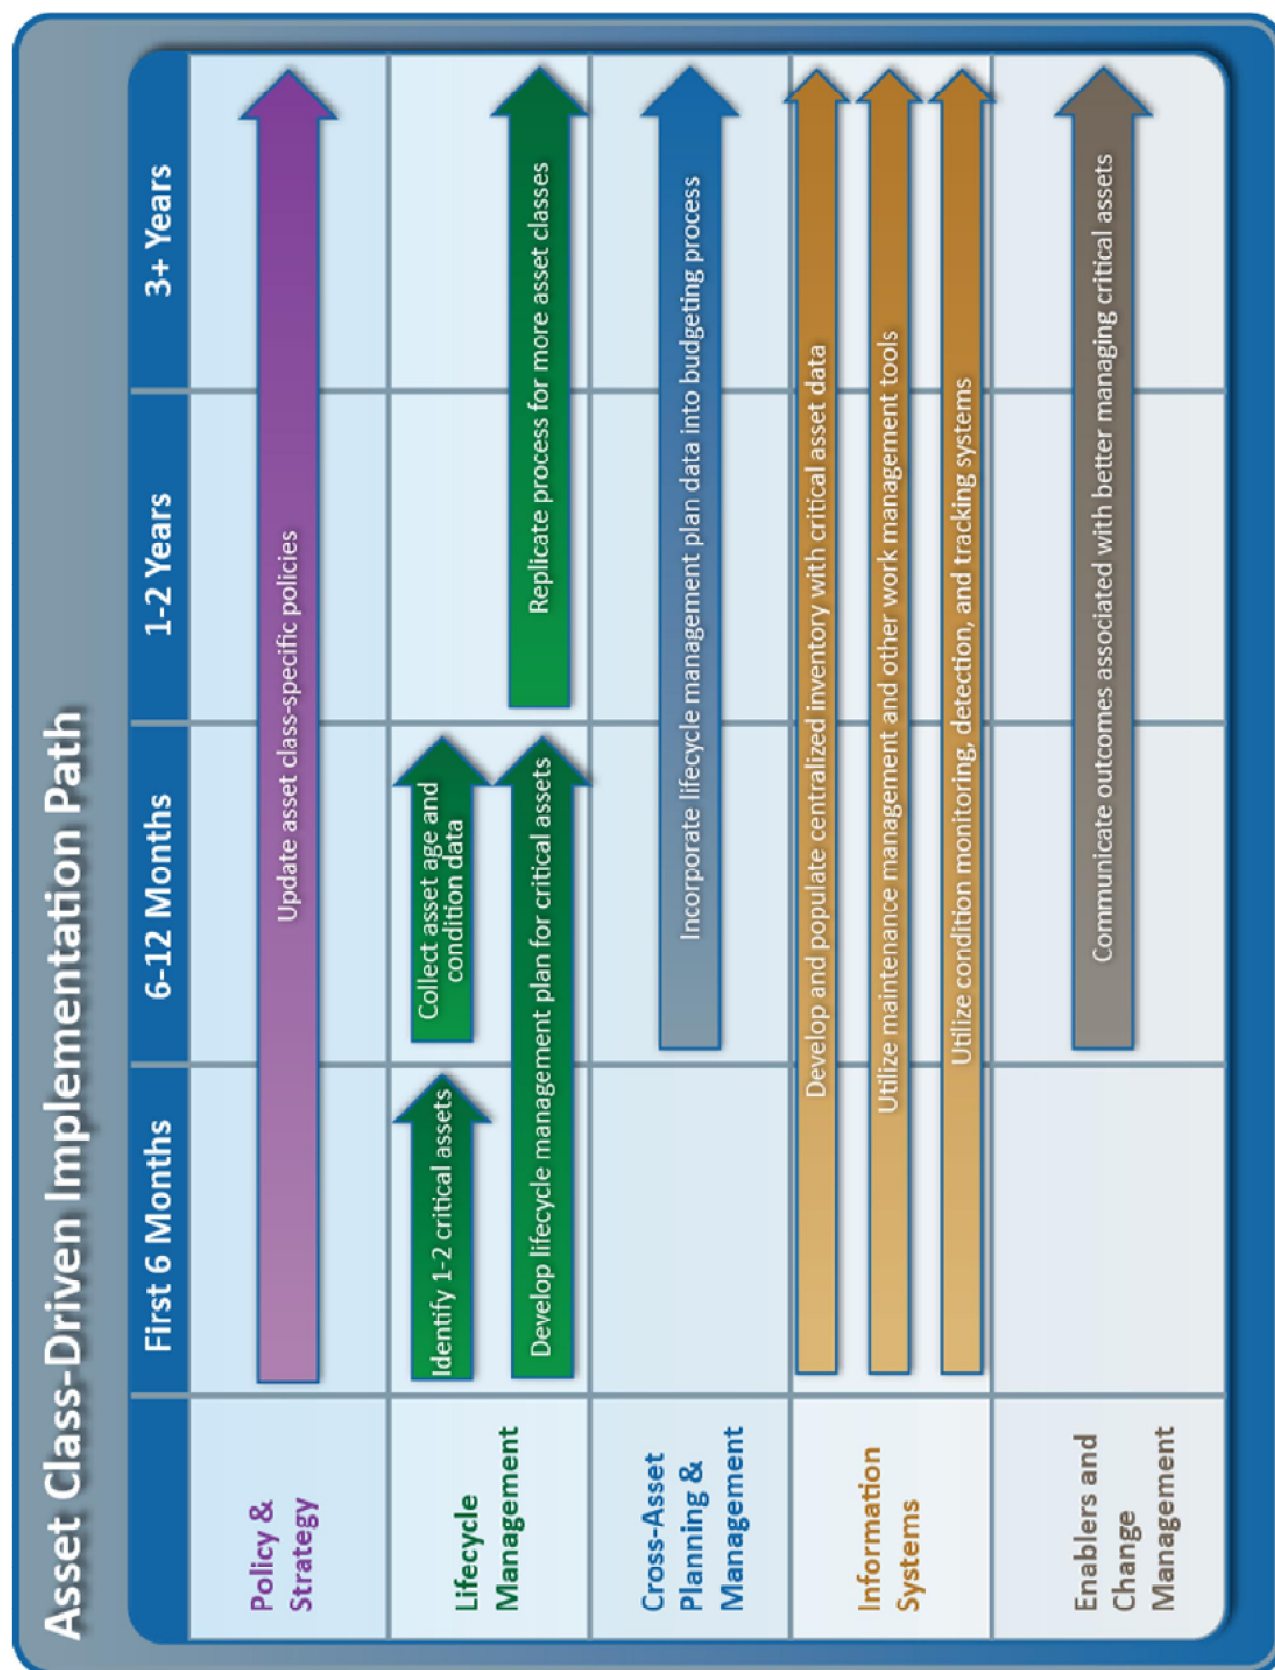 Asset Class-Driven Implementation Path
First 6 Months
6-12 Months
1-2 Years
3+ Years
Policy &
Strategy
Update asset class-specific policies
Lifecycle
Management
Identify 1-2 critical assets
Collect asset age and
condition data
Develop lifecycle management plan for critical assets
Replicate process for more asset classes
Cross-Asset
Planning &
Management
Incorporate lifecycle management plan data into budgeting process
Information
Systems
Develop and populate centralized inventory with critical asset data
Utilize maintenance management and other work management tools
Utilize condition monitoring, detection, and tracking systems
Enablers and
Change
Management
Communicate outcomes associated with better managing critical assets